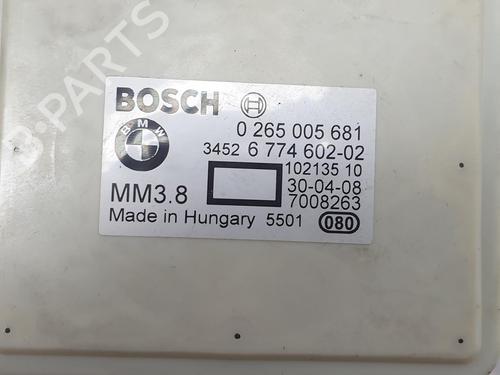 BOSCH
BMW
0 265 005 681
3452 6 774 602-02
102135 10
MM3.8
30-04-08
7008263
Made in Hungary 5501
080
B-PARTS